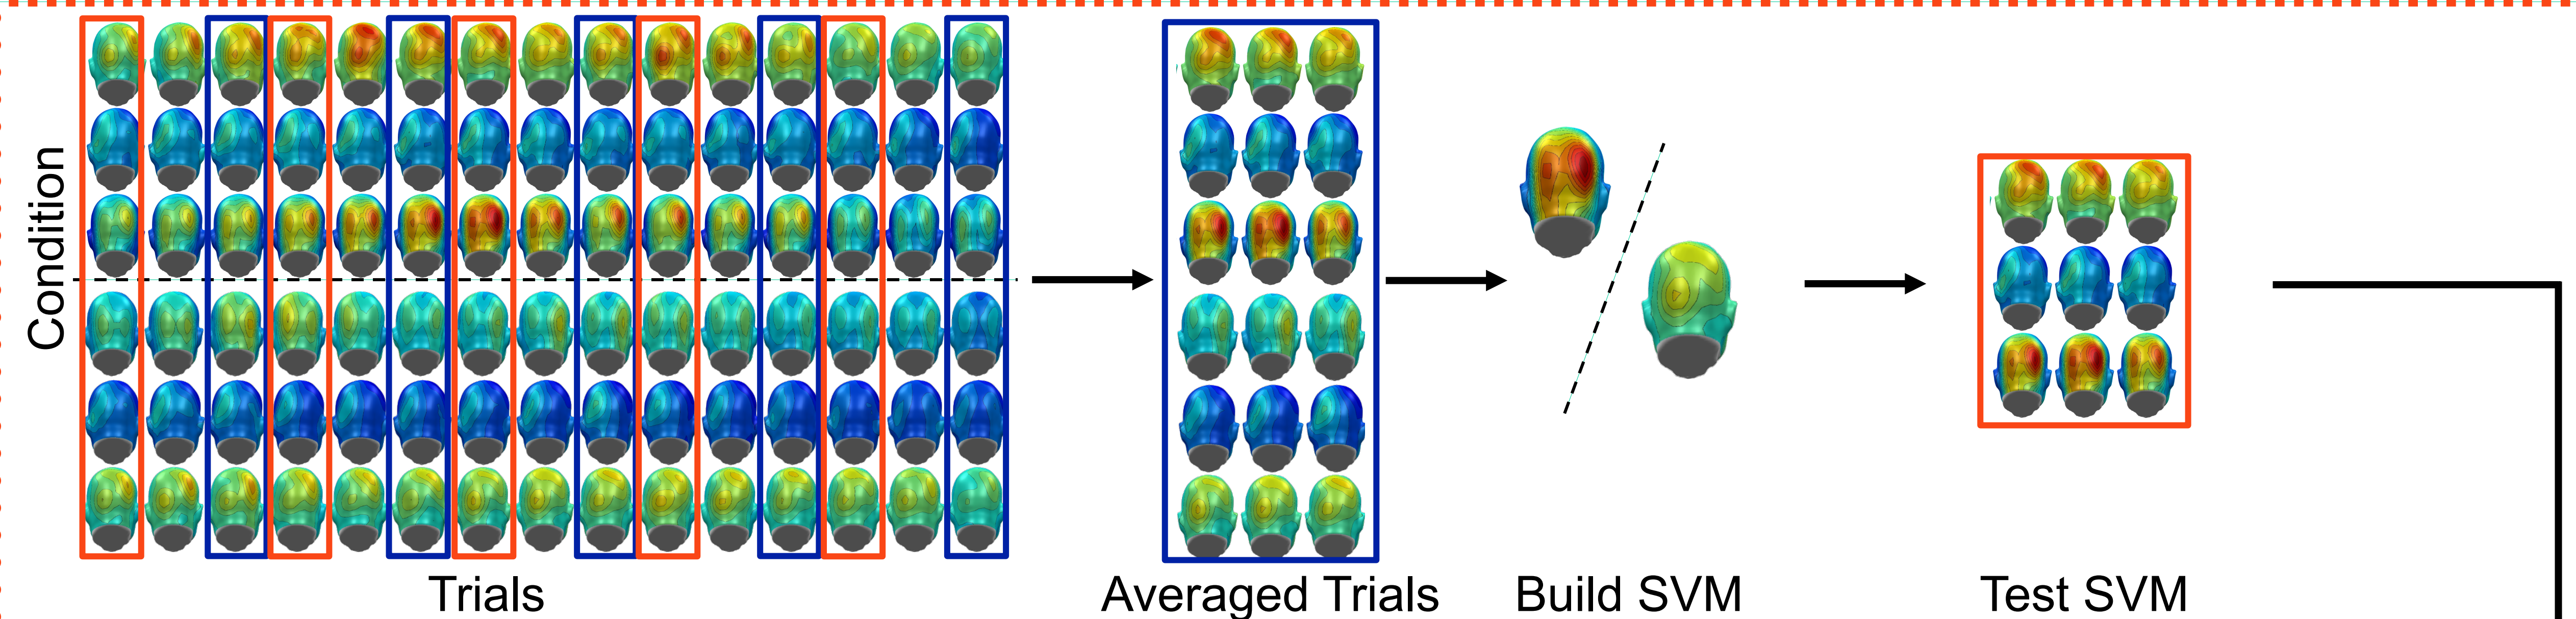 Condition
Trials
Averaged Trials
Build SVM
Test SVM